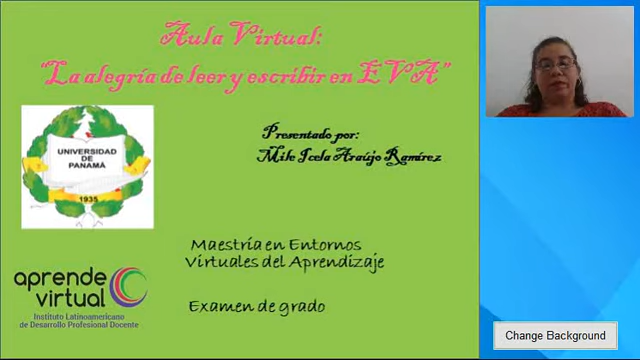 Aula Virtual:
"La alegría de leer y escribir en EVA"
UNIVERSIDAD
DE
PANAMÁ
1935
Presentado por:
Mile Icela Araújo Ramírez
Maestría en Entornos
Virtuales del Aprendizaje
Examen de grado
aprende
virtual
Instituto Latinoamericano
de Desarrollo Profesional Docente
Change Background